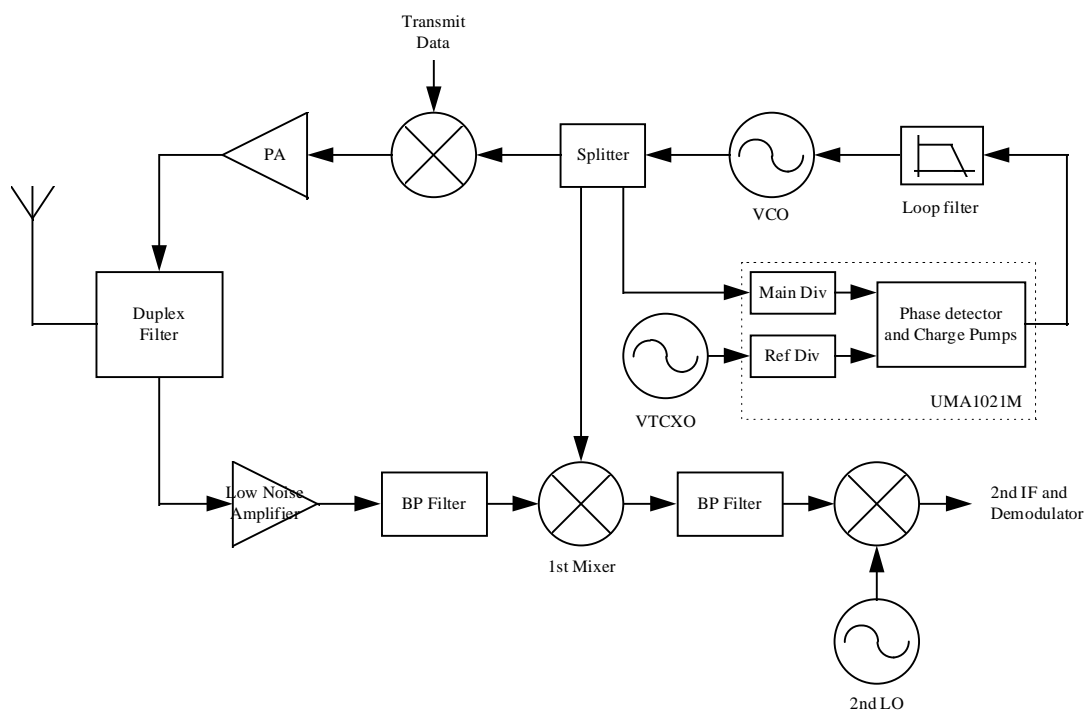 Transmit
Data
PA
Splitter
VCO
Loop filter
Duplex
Filter
Main Div
Phase detector
and Charge Pumps
Ref Div
VTCXO
UMA1021M
Low Noise
Amplifier
BP Filter
1st Mixer
BP Filter
2nd IF and
Demodulator
2nd LO